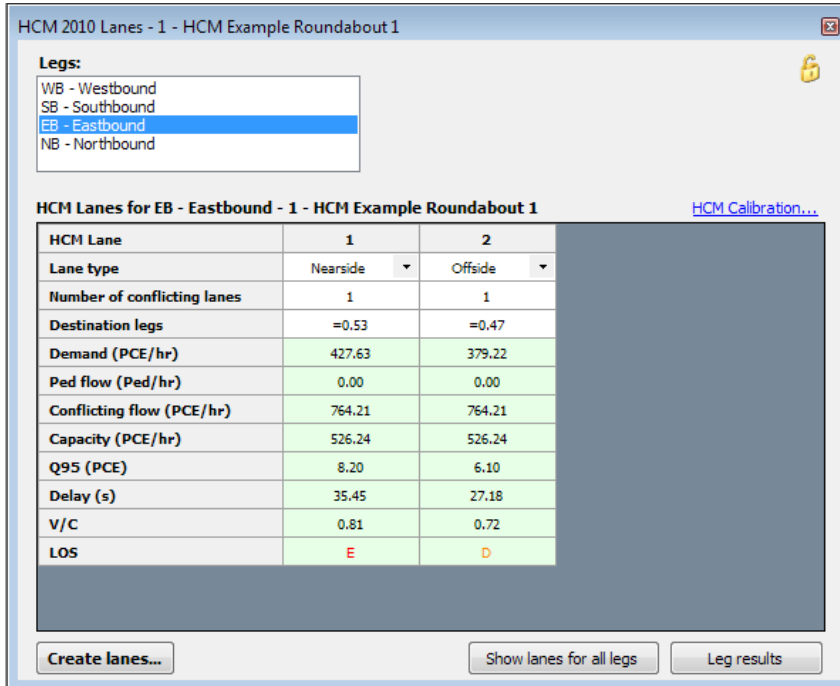 HCM 2010 Lanes - 1 - HCM Example Roundabout 1
Legs:
WB - Westbound
SB - Southbound
EB - Eastbound
NB - Northbound
HCM Lanes for EB - Eastbound - 1 - HCM Example Roundabout 1 HCM Calibration...
HCM Lane 1 2
Lane type Nearside Offside
Number of conflicting lanes 1 1
Destination legs =0.53 =0.47
Demand (PCE/hr) 427.63 379.22
Ped flow (Ped/hr) 0.00 0.00
Conflicting flow (PCE/hr) 764.21 764.21
Capacity (PCE/hr) 526.24 526.24
Q95 (PCE) 8.20 6.10
Delay (s) 35.45 27.18
V/C 0.81 0.72
LOS E D
Create lanes... Show lanes for all legs Leg results